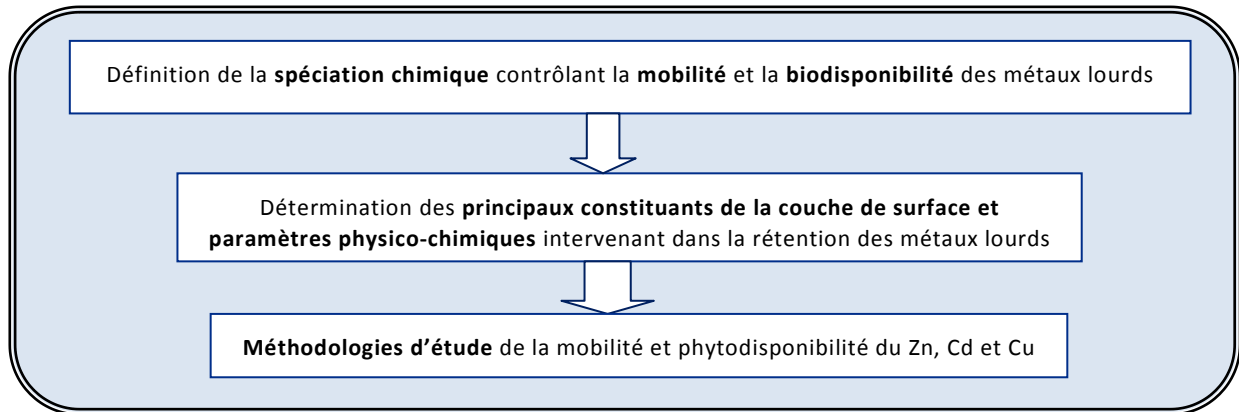 Définition de la spéciation chimique contrôlant la mobilité et la biodisponibilité des métaux lourds
Détermination des principaux constituants de la couche de surface et
paramètres physico-chimiques intervenant dans la rétention des métaux lourds
Méthodologies d'étude de la mobilité et phytodisponibilité du Zn, Cd et Cu